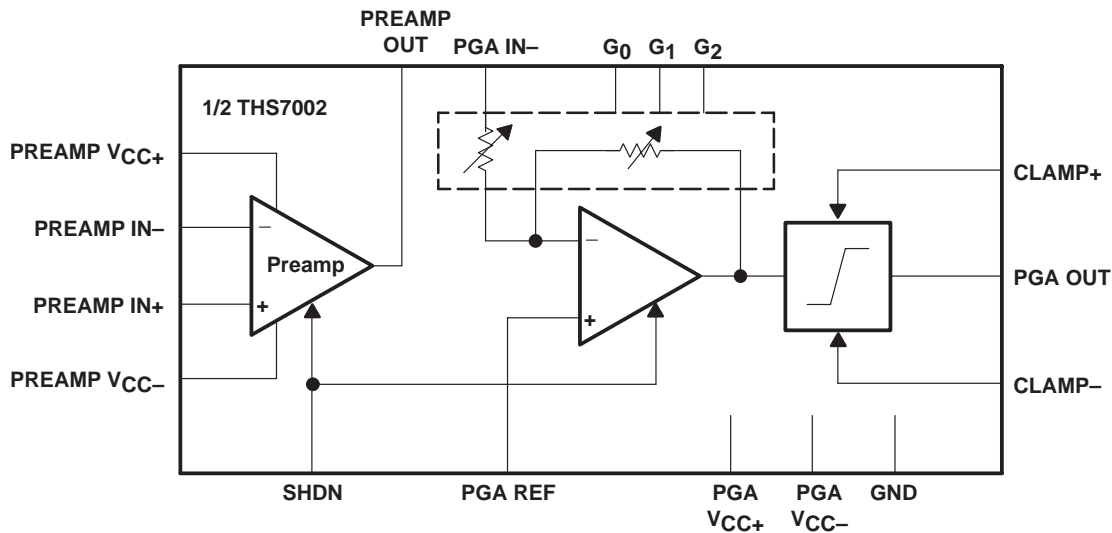 PREAMP
OUT
PGA IN–
G0
G1
G2
1/2 THS7002
PREAMP VCC+
CLAMP+
PREAMP IN–
−
Preamp
−
PGA OUT
PREAMP IN+
+
+
PREAMP VCC–
CLAMP–
SHDN
PGA REF
PGA
VCC+
PGA
VCC–
GND